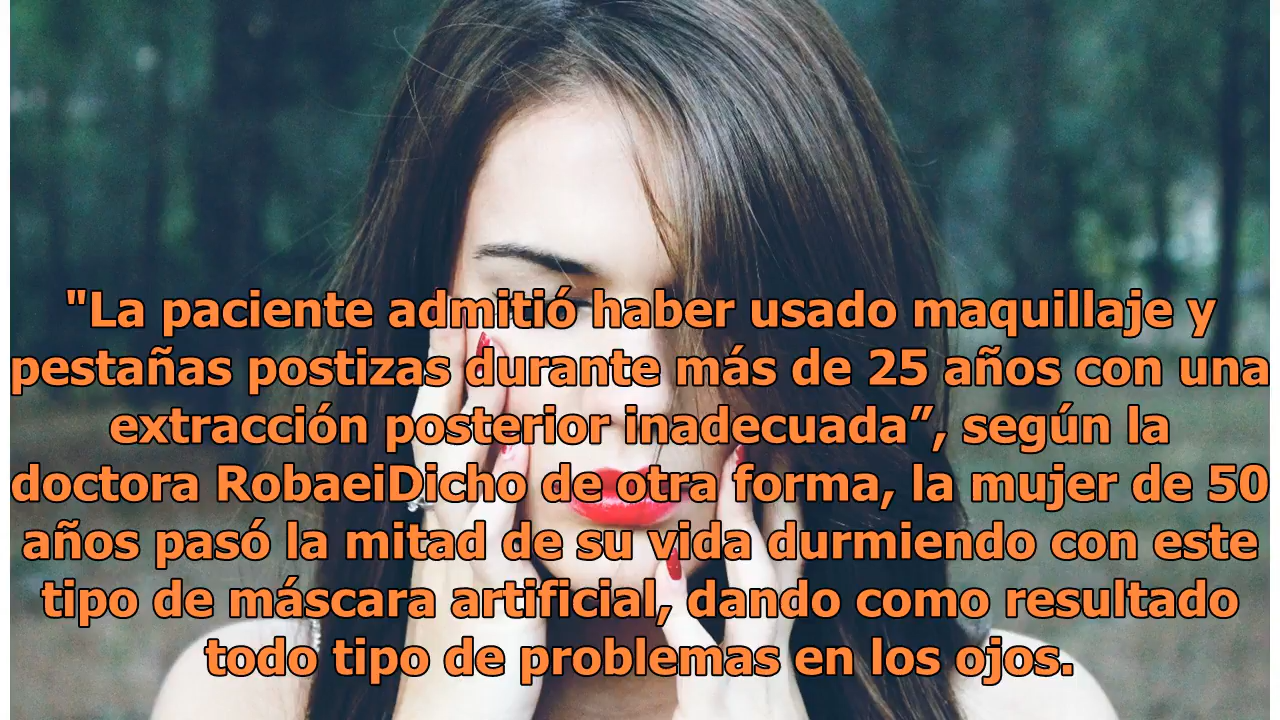 "La paciente admitió haber usado maquillaje y
pestañas postizas durante más de 25 años con una
extracción posterior inadecuada”, según la
doctora RobaeiDicho de otra forma, la mujer de 50
años pasó la mitad de su vida durmiendo con este
tipo de máscara artificial, dando como resultado
todo tipo de problemas en los ojos.